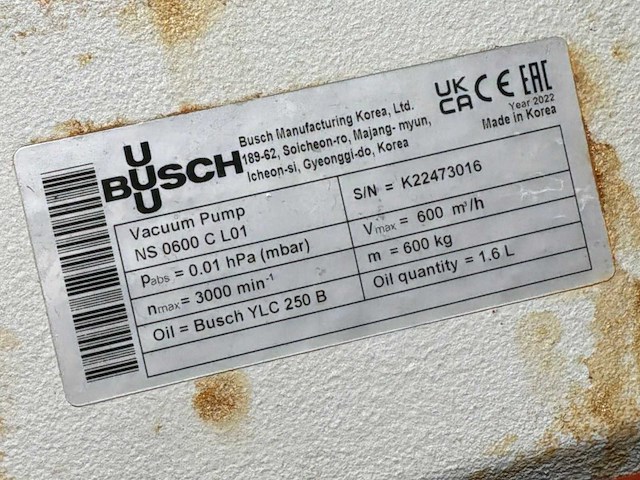 U
BUSCH
U
Busch Manufacturing Korea, Ltd.
189-62, Soicheon-ro, Majang- myun,
Icheon-si, Gyeonggi-do, Korea
UK
CA CE EAC
Year 2022
Made in Korea
Vacuum Pump
NS 0600 C L01
S/N = K22473016
Pabs = 0.01 hPa (mbar)
Vmax = 600 m³/h
nmax= 3000 min⁻¹
m = 600 kg
Oil = Busch YLC 250 B
Oil quantity = 1.6 L